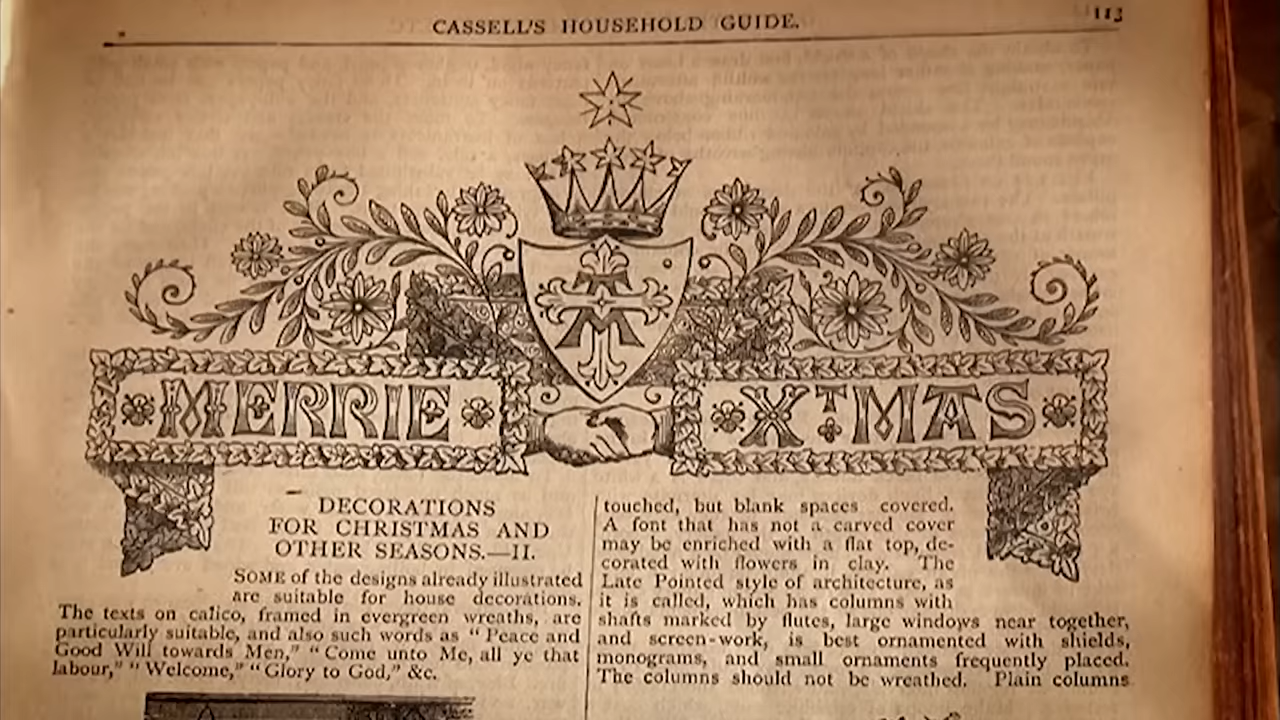 CASSELL'S HOUSEHOLD GUIDE.
113
MERRIE
X'TMAS
DECORATIONS
FOR CHRISTMAS AND
OTHER SEASONS.—II.
SOME of the designs already illustrated
are suitable for house decorations.
The texts on calico, framed in evergreen wreaths, are
particularly suitable, and also such words as "Peace and
Good Will towards Men," "Come unto Me, all ye that
labour," "Welcome," "Glory to God," &c.
touched, but blank spaces covered.
A font that has not a carved cover
may be enriched with a flat top, de-
corated with flowers in clay. The
Late Pointed style of architecture, as
it is called, which has columns with
shafts marked by flutes, large windows near together,
and screen-work, is best ornamented with shields,
monograms, and small ornaments frequently placed.
The columns should not be wreathed. Plain columns